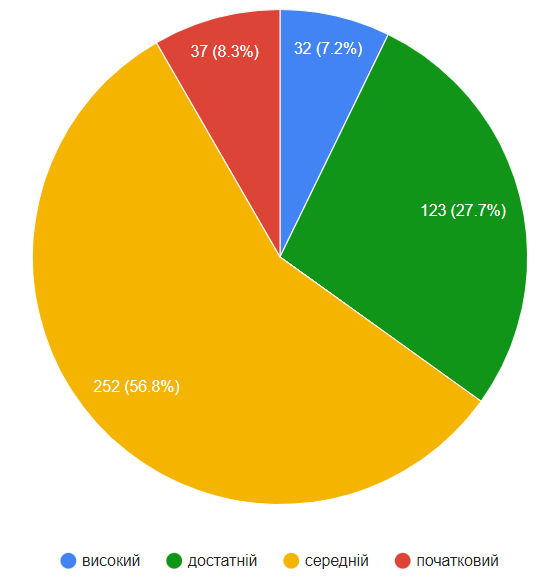 37 (8.3%)
32 (7.2%)
123 (27.7%)
252 (56.8%)
високий
достатній
середній
початковий